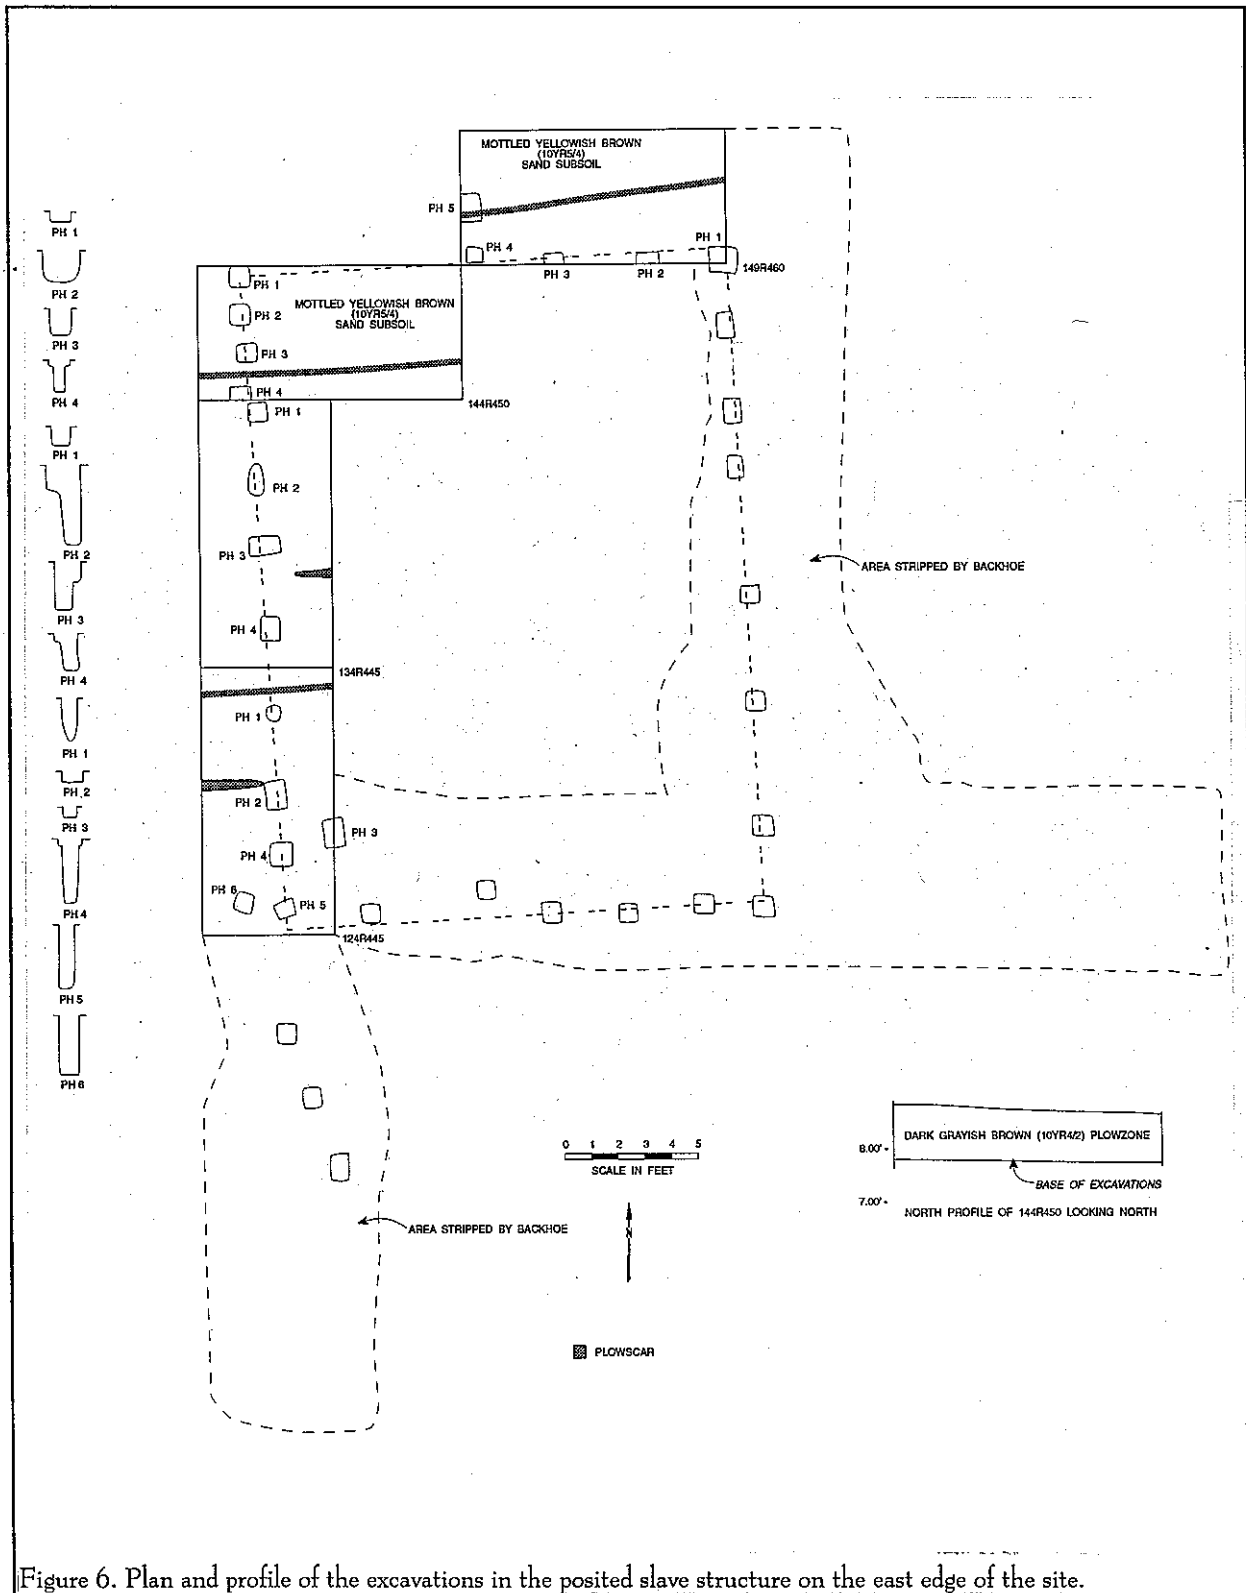 MOTTLED YELLOWISH BROWN
(10YR5/4)
SAND SUBSOIL
PH 5
PH 4
PH 3
PH 2
PH 1
149R460
PH 1
PH 2
PH 3
PH 4
PH 1
PH 2
PH 3
PH 4
PH 1
PH 2
PH 3
PH 4
PH 5
PH 6
MOTTLED YELLOWISH BROWN
(10YR5/4)
SAND SUBSOIL
PH 1
PH 2
PH 3
PH 4
144R450
PH 1
PH 2
PH 3
PH 4
134R445
PH 1
PH 2
PH 3
PH 4
PH 6
PH 5
124R445
AREA STRIPPED BY BACKHOE
0 1 2 3 4 5
SCALE IN FEET
N
AREA STRIPPED BY BACKHOE
PLOWSCAR
DARK GRAYISH BROWN (10YR4/2) PLOWZONE
8.00'
BASE OF EXCAVATIONS
7.00'
NORTH PROFILE OF 144R450 LOOKING NORTH
Figure 6. Plan and profile of the excavations in the posited slave structure on the east edge of the site.